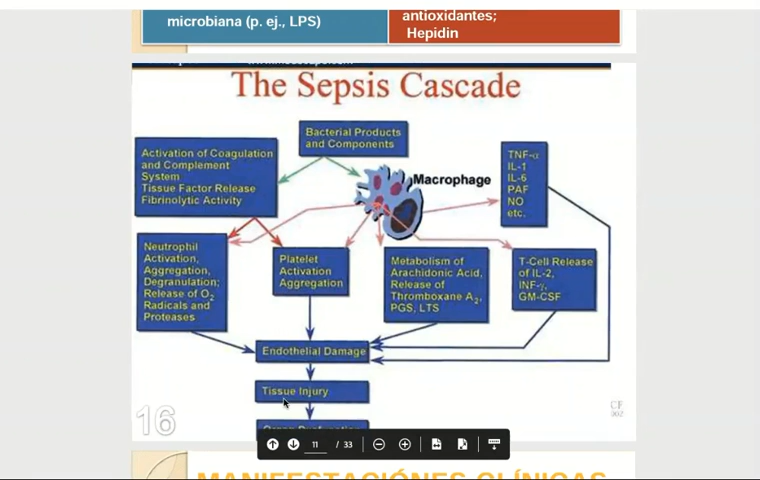 microbiana (p. ej., LPS)
antioxidantes;
Hepidin
The Sepsis Cascade
Bacterial Products
and Components
Activation of Coagulation
and Complement
System
Tissue Factor Release
Fibrinolytic Activity
Macrophage
TNF-α
IL-1
IL-6
PAF
NO
etc.
Neutrophil
Activation,
Aggregation,
Degranulation;
Release of O2
Radicals and
Proteases
Platelet
Activation
Aggregation
Metabolism of
Arachidonic Acid,
Release of
Thromboxane A2,
PGS, LTS
T-Cell Release
of IL-2,
INF-γ,
GM-CSF
Endothelial Damage
Tissue Injury
16
CF
11 / 33
MANIFESTACIÓNES CLÍNICAS